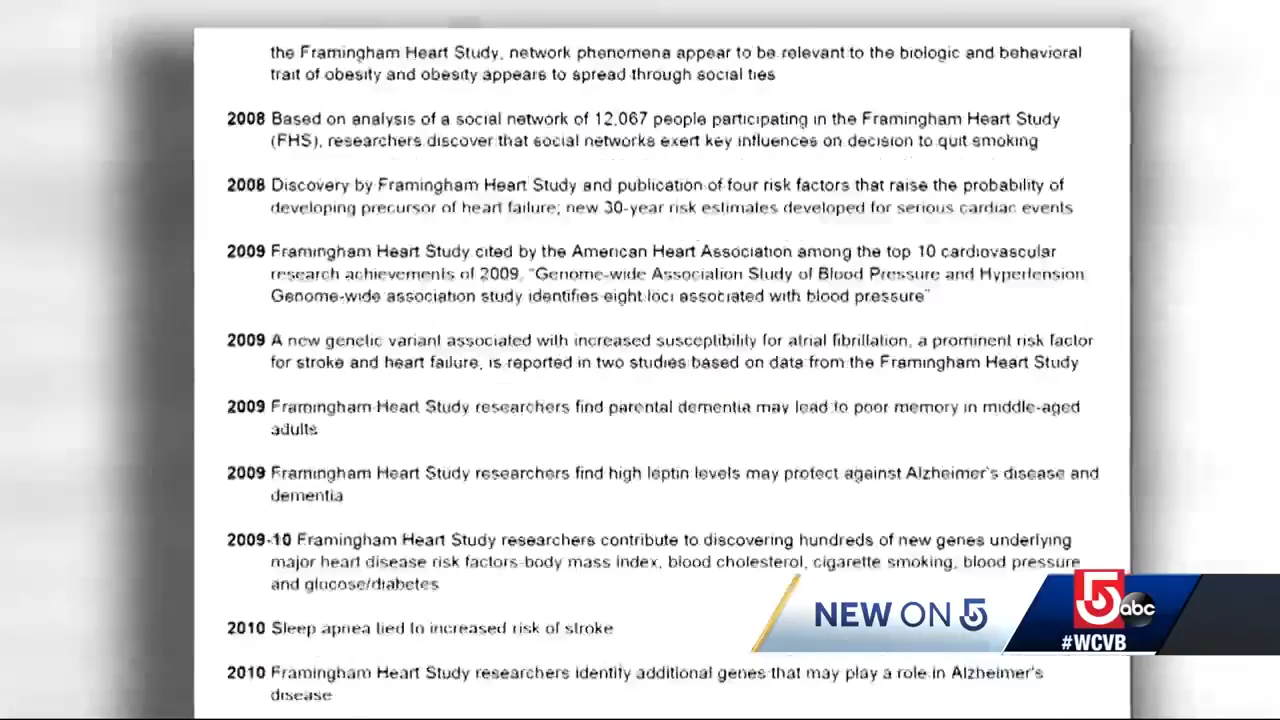 the Framingham Heart Study, network phenomena appear to be relevant to the biologic and behavioral
trait of obesity and obesity appears to spread through social ties
2008 Based on analysis of a social network of 12,067 people participating in the Framingham Heart Study
(FHS), researchers discover that social networks exert key influences on decision to quit smoking
2008 Discovery by Framingham Heart Study and publication of four risk factors that raise the probability of
developing precursor of heart failure; new 30-year risk estimates developed for serious cardiac events
2009 Framingham Heart Study cited by the American Heart Association among the top 10 cardiovascular
research achievements of 2009, "Genome-wide Association Study of Blood Pressure and Hypertension
Genome-wide association study identifies eight loci associated with blood pressure"
2009 A new genetic variant associated with increased susceptibility for atrial fibrillation, a prominent risk factor
for stroke and heart failure, is reported in two studies based on data from the Framingham Heart Study
2009 Framingham Heart Study researchers find parental dementia may lead to poor memory in middle-aged
adults
2009 Framingham Heart Study researchers find high leptin levels may protect against Alzheimer's disease and
dementia
2009-10 Framingham Heart Study researchers contribute to discovering hundreds of new genes underlying
major heart disease risk factors-body mass index, blood cholesterol, cigarette smoking, blood pressure
and glucose/diabetes
2010 Sleep apnea tied to increased risk of stroke
2010 Framingham Heart Study researchers identify additional genes that may play a role in Alzheimer's
disease
NEW ON 5
5 abc
#WCVB